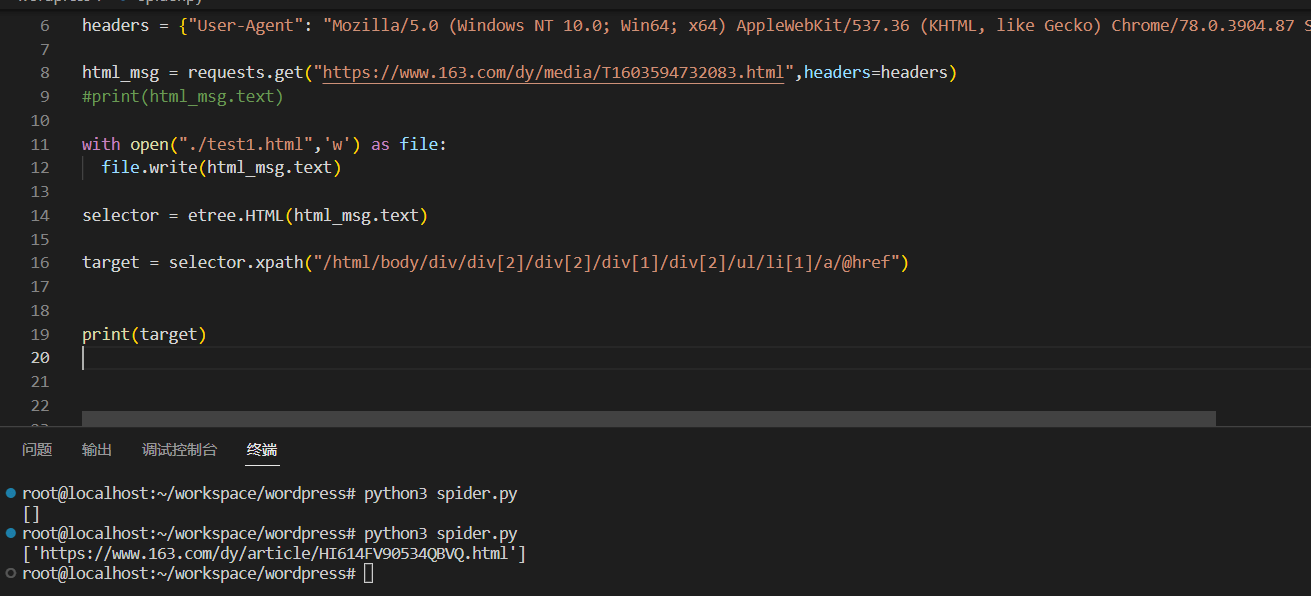 6 headers = {"User-Agent": "Mozilla/5.0 (Windows NT 10.0; Win64; x64) AppleWebKit/537.36 (KHTML, like Gecko) Chrome/78.0.3904.87 S
7
8 html_msg = requests.get("https://www.163.com/dy/media/T1603594732083.html",headers=headers)
9 #print(html_msg.text)
10
11 with open("./test1.html",'w') as file:
12 file.write(html_msg.text)
13
14 selector = etree.HTML(html_msg.text)
15
16 target = selector.xpath("/html/body/div/div[2]/div[2]/div[1]/div[2]/ul/li[1]/a/@href")
17
18
19 print(target)
20
21
22
问题 输出 调试控制台 终端
root@localhost:~/workspace/wordpress# python3 spider.py
[]
root@localhost:~/workspace/wordpress# python3 spider.py
['https://www.163.com/dy/article/HI614FV90534QBVQ.html']
root@localhost:~/workspace/wordpress#